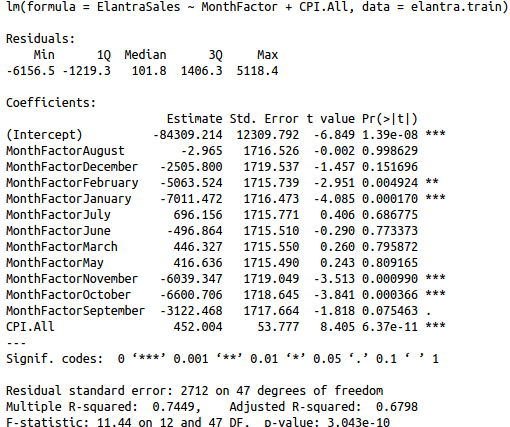 lm(formula = ElantraSales ~ MonthFactor + CPI.All, data = elantra.train)
Residuals:
Min 1Q Median 3Q Max
-6156.5 -1219.3 101.8 1406.3 5118.4
Coefficients:
Estimate Std. Error t value Pr(>|t|)
(Intercept) -84309.214 12309.792 -6.849 1.39e-08 ***
MonthFactorAugust -2.965 1716.526 -0.002 0.998629
MonthFactorDecember -2505.800 1719.537 -1.457 0.151696
MonthFactorFebruary -5063.524 1715.739 -2.951 0.004924 **
MonthFactorJanuary -7011.472 1716.473 -4.085 0.000170 ***
MonthFactorJuly 696.156 1715.771 0.406 0.686775
MonthFactorJune -496.864 1715.510 -0.290 0.773373
MonthFactorMarch 446.327 1715.550 0.260 0.795872
MonthFactorMay 416.636 1715.490 0.243 0.809165
MonthFactorNovember -6039.347 1719.049 -3.513 0.000990 ***
MonthFactorOctober -6600.706 1718.645 -3.841 0.000366 ***
MonthFactorSeptember -3122.468 1717.664 -1.818 0.075463 .
CPI.All 452.004 53.777 8.405 6.37e-11 ***
---
Signif. codes: 0 ‘***’ 0.001 ‘**’ 0.01 ‘*’ 0.05 ‘.’ 0.1 ‘ ’ 1
Residual standard error: 2712 on 47 degrees of freedom
Multiple R-squared: 0.7449, Adjusted R-squared: 0.6798
F-statistic: 11.44 on 12 and 47 DF, p-value: 3.043e-10